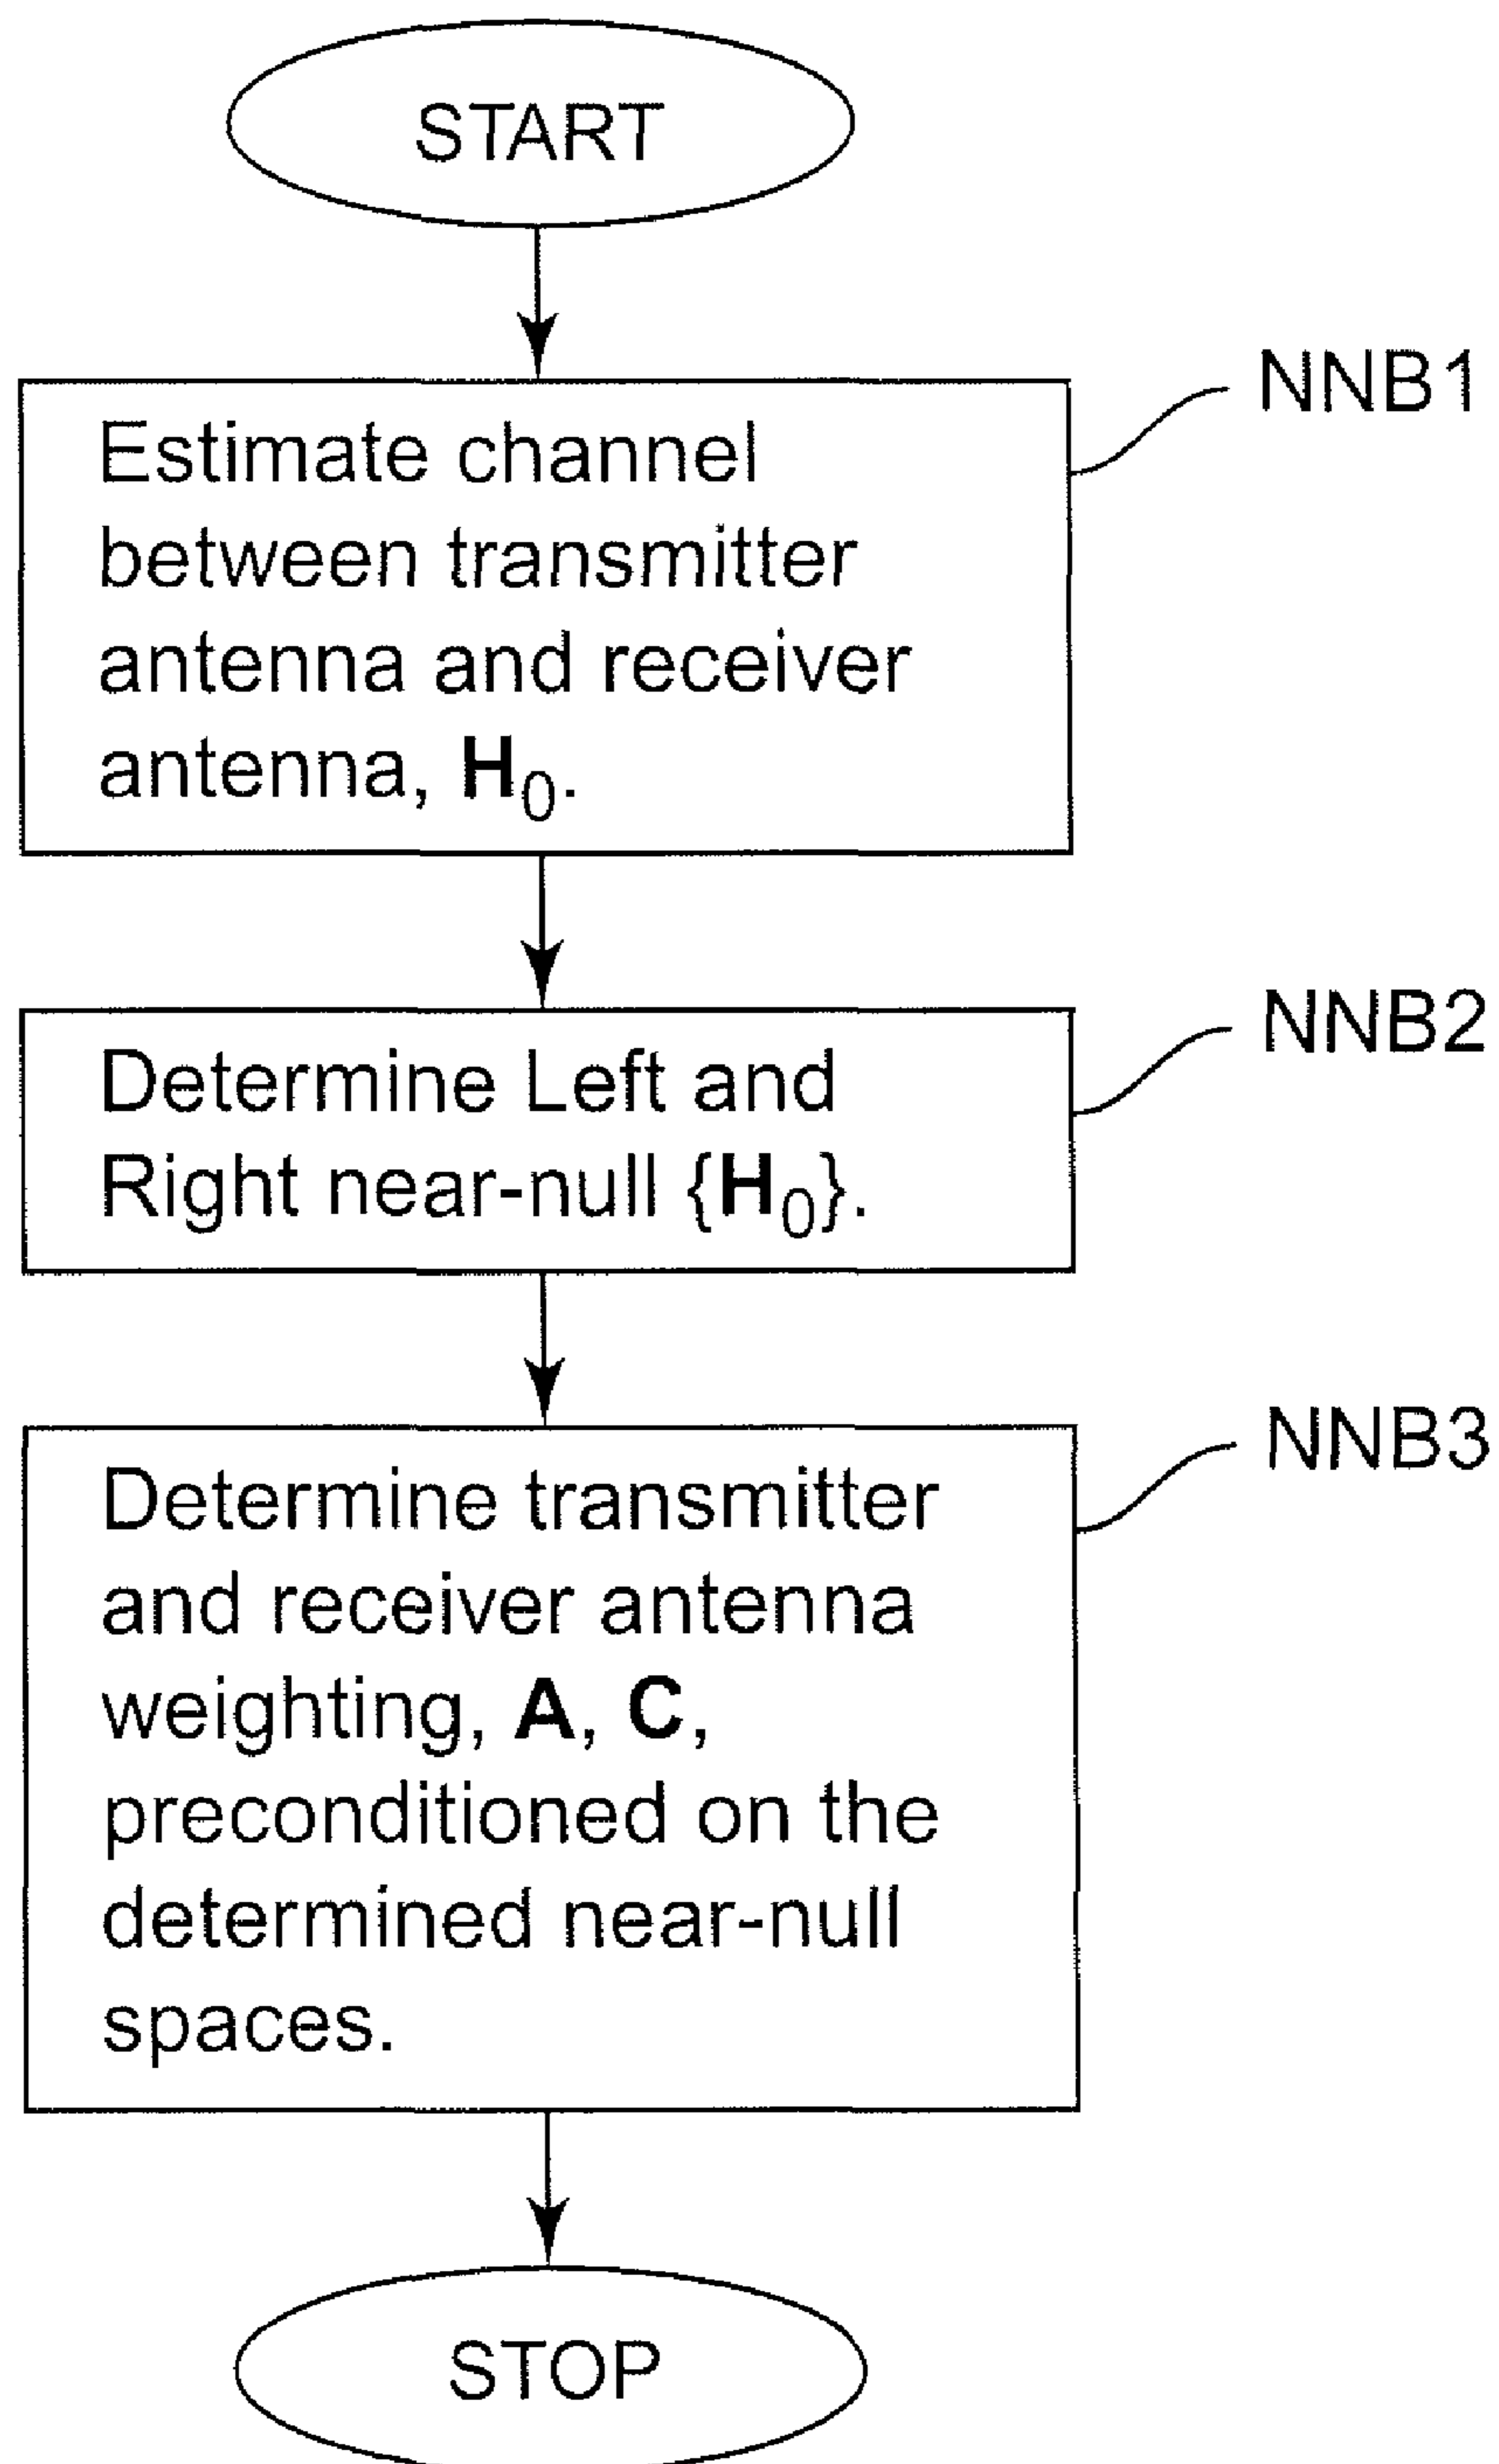 START
NNB1
Estimate channel
between transmitter
antenna and receiver
antenna, H₀.
NNB2
Determine Left and
Right near-null {H₀}.
NNB3
Determine transmitter
and receiver antenna
weighting, A, C,
preconditioned on the
determined near-null
spaces.
STOP